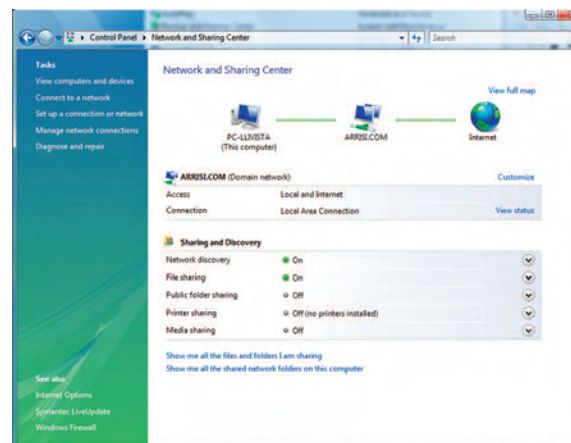 Control Panel ▸ Network and Sharing Center
Search
Tasks
View computers and devices
Connect to a network
Set up a connection or network
Manage network connections
Diagnose and repair
See also
Internet Options
Symantec LiveUpdate
Windows Firewall
Network and Sharing Center
View full map
PC-LLIVISTA
(This computer)
ARRISI.COM
Internet
ARRISI.COM (Domain network) Customize
Access Local and Internet
Connection Local Area Connection View status
Sharing and Discovery
Network discovery On
File sharing On
Public folder sharing Off
Printer sharing Off (no printers installed)
Media sharing Off
Show me all the files and folders I am sharing
Show me all the shared network folders on this computer